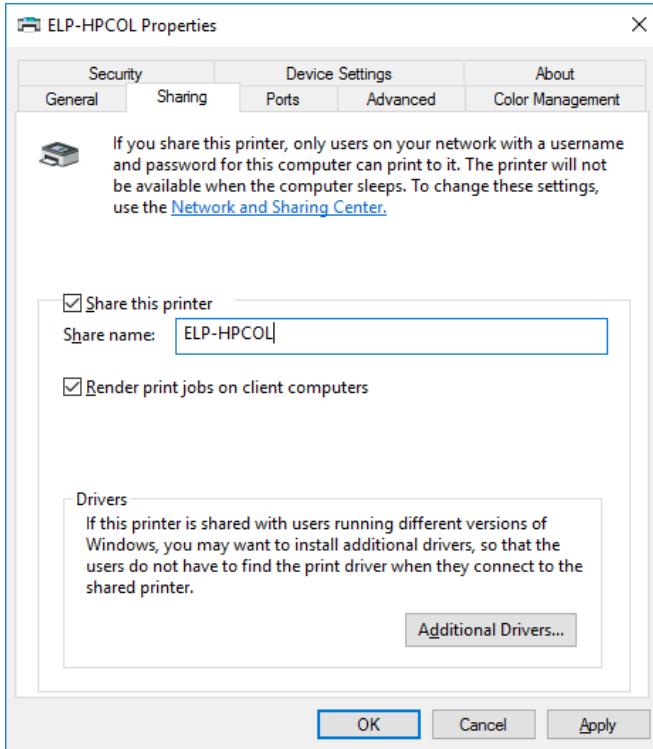 ELP-HPCOL Properties
Security Device Settings About
General Sharing Ports Advanced Color Management
If you share this printer, only users on your network with a username
and password for this computer can print to it. The printer will not
be available when the computer sleeps. To change these settings,
use the Network and Sharing Center.
Share this printer
Share name: ELP-HPCOL
Render print jobs on client computers
Drivers
If this printer is shared with users running different versions of
Windows, you may want to install additional drivers, so that the
users do not have to find the print driver when they connect to the
shared printer.
Additional Drivers...
OK Cancel Apply